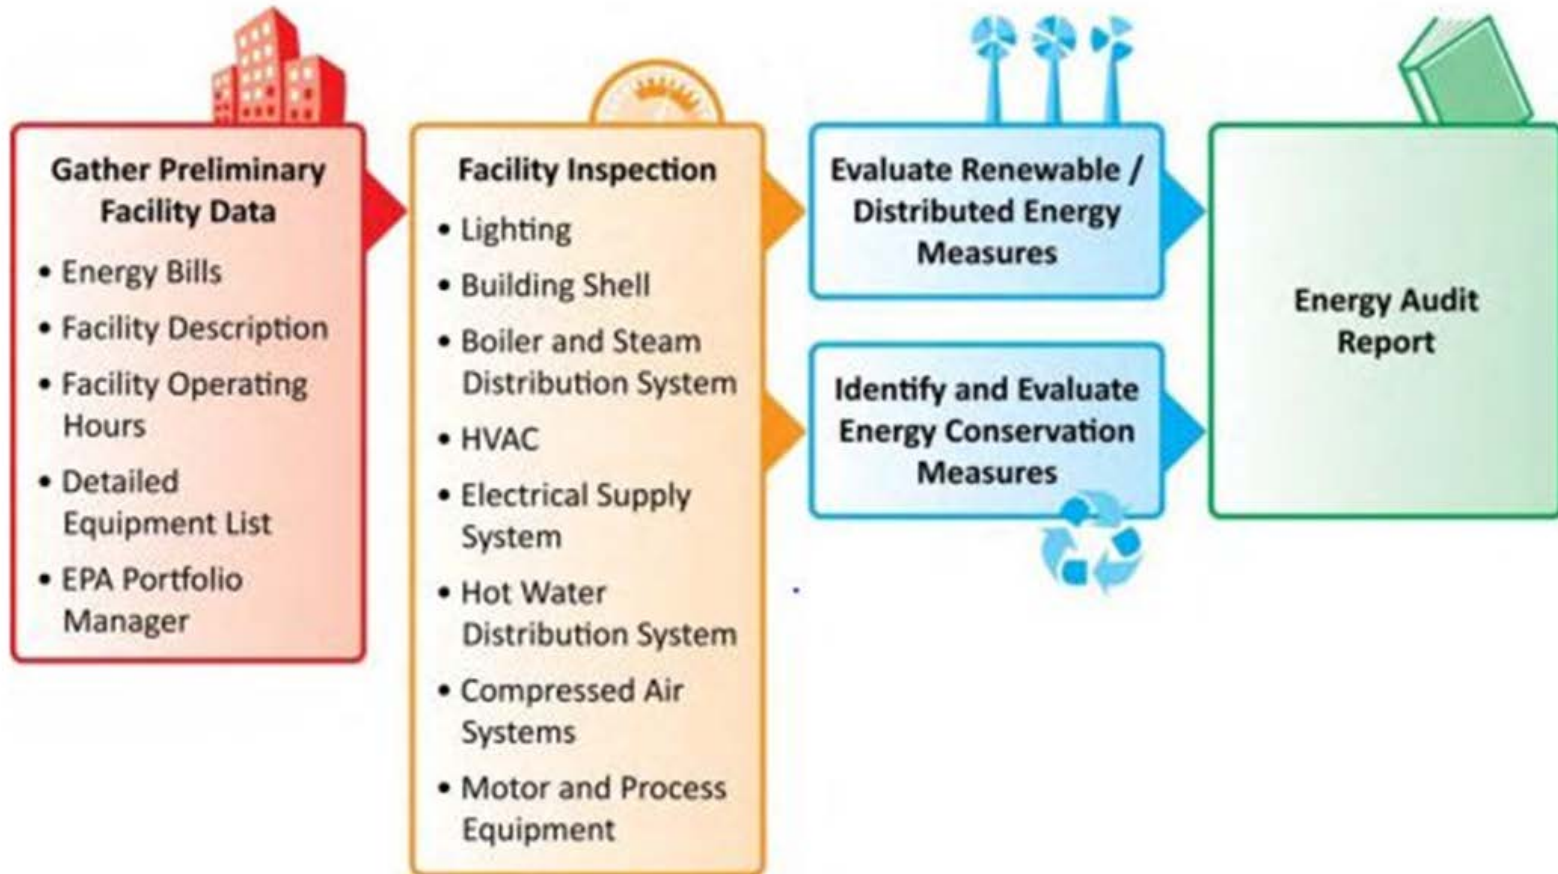 Gather Preliminary
Facility Data
• Energy Bills
• Facility Description
• Facility Operating
Hours
• Detailed
Equipment List
• EPA Portfolio
Manager
Facility Inspection
• Lighting
• Building Shell
• Boiler and Steam
Distribution System
• HVAC
• Electrical Supply
System
• Hot Water
Distribution System
• Compressed Air
Systems
• Motor and Process
Equipment
Evaluate Renewable /
Distributed Energy
Measures
Identify and Evaluate
Energy Conservation
Measures
Energy Audit
Report